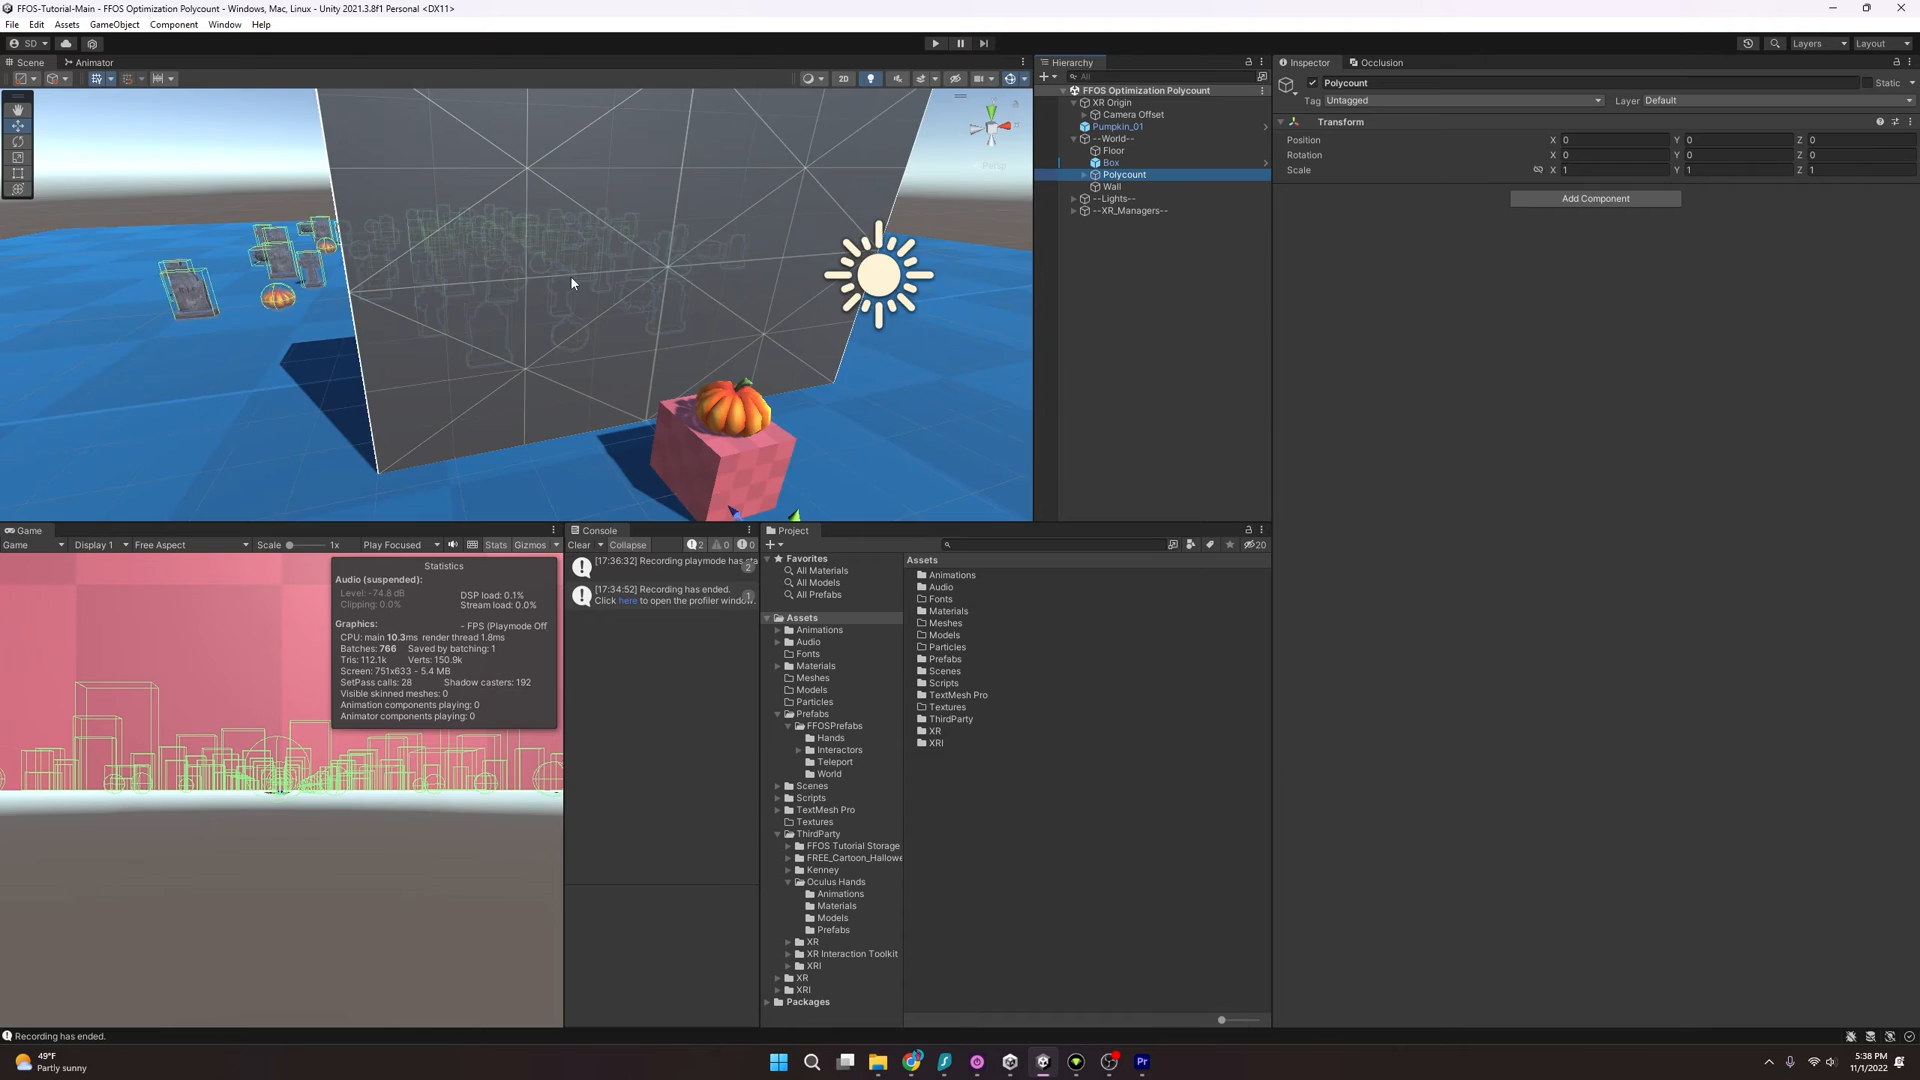 FFOS-Tutorial-Main - FFOS Optimization Polycount - Windows, Mac, Linux - Unity 2021.3.8f1 Personal <DX11>
File Edit Assets GameObject Component Window Help
SD Layers Layout
Scene Animator
2D
Persp
Hierarchy
All
FFOS Optimization Polycount
XR Origin
Camera Offset
Pumpkin_01
--World--
Floor
Box
Polycount
Wall
--Lights--
--XR_Managers--
Inspector Occlusion
Polycount Static
Tag Untagged Layer Default
Transform
Position X 0 Y 0 Z 0
Rotation X 0 Y 0 Z 0
Scale X 1 Y 1 Z 1
Add Component
Game
Game Display 1 Free Aspect Scale 1x Play Focused Stats Gizmos
Statistics
Audio (suspended):
Level: -74.8 dB DSP load: 0.1%
Clipping: 0.0% Stream load: 0.0%
Graphics: - FPS (Playmode Off
CPU: main 10.3ms render thread 1.8ms
Batches: 766 Saved by batching: 1
Tris: 112.1k Verts: 150.9k
Screen: 751x633 - 5.4 MB
SetPass calls: 28 Shadow casters: 192
Visible skinned meshes: 0
Animation components playing: 0
Animator components playing: 0
Console
Clear Collapse 2 0 0
[17:36:32] Recording playmode has sta
2
[17:34:52] Recording has ended.
Click here to open the profiler window.
1
Project
20
Favorites
All Materials
All Models
All Prefabs
Assets
Animations
Audio
Fonts
Materials
Meshes
Models
Particles
Prefabs
FFOSPrefabs
Hands
Interactors
Teleport
World
Scenes
Scripts
TextMesh Pro
Textures
ThirdParty
FFOS Tutorial Storage
FREE_Cartoon_Hallowe
Kenney
Oculus Hands
Animations
Materials
Models
Prefabs
XR
XR Interaction Toolkit
XRI
XR
XRI
Packages
Assets
Animations
Audio
Fonts
Materials
Meshes
Models
Particles
Prefabs
Scenes
Scripts
TextMesh Pro
Textures
ThirdParty
XR
XRI
Recording has ended.
49°F
Partly sunny
Pr
5:38 PM
11/1/2022